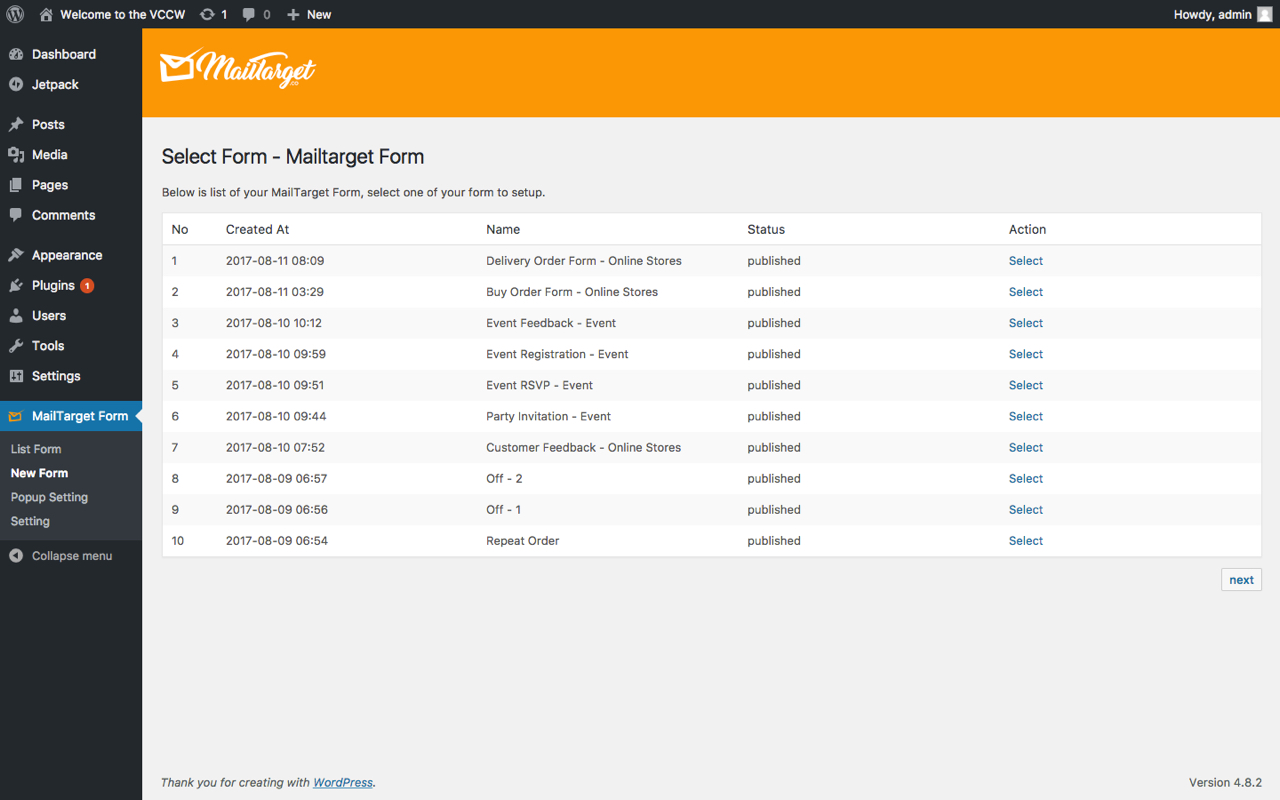 Welcome to the VCCW 1 0 New Howdy, admin
Dashboard
Jetpack
Posts
Media
Pages
Comments
Appearance
Plugins 1
Users
Tools
Settings
MailTarget Form
List Form
New Form
Popup Setting
Setting
Collapse menu
MailTarget.co
Select Form - Mailtarget Form
Below is list of your MailTarget Form, select one of your form to setup.
No Created At Name Status Action
1 2017-08-11 08:09 Delivery Order Form - Online Stores published Select
2 2017-08-11 03:29 Buy Order Form - Online Stores published Select
3 2017-08-10 10:12 Event Feedback - Event published Select
4 2017-08-10 09:59 Event Registration - Event published Select
5 2017-08-10 09:51 Event RSVP - Event published Select
6 2017-08-10 09:44 Party Invitation - Event published Select
7 2017-08-10 07:52 Customer Feedback - Online Stores published Select
8 2017-08-09 06:57 Off - 2 published Select
9 2017-08-09 06:56 Off - 1 published Select
10 2017-08-09 06:54 Repeat Order published Select
next
Thank you for creating with WordPress. Version 4.8.2